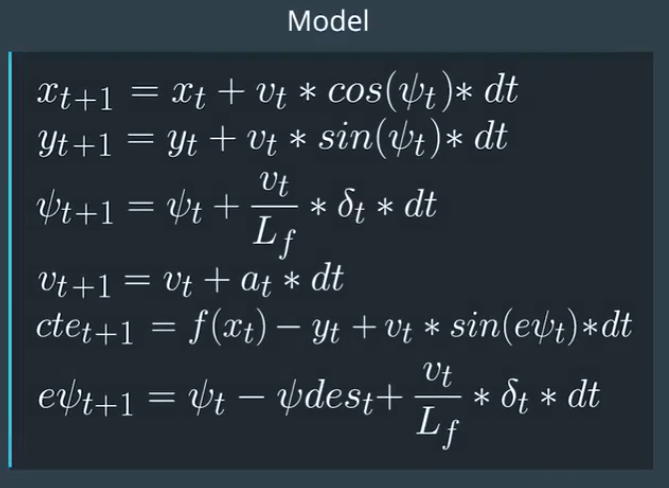 Model
x_{t+1} = x_t + v_t * cos(ψ_t) * dt
y_{t+1} = y_t + v_t * sin(ψ_t) * dt
ψ_{t+1} = ψ_t + \frac{v_t}{L_f} * δ_t * dt
v_{t+1} = v_t + a_t * dt
cte_{t+1} = f(x_t) − y_t + v_t * sin(eψ_t) * dt
eψ_{t+1} = ψ_t − ψdes_t + \frac{v_t}{L_f} * δ_t * dt